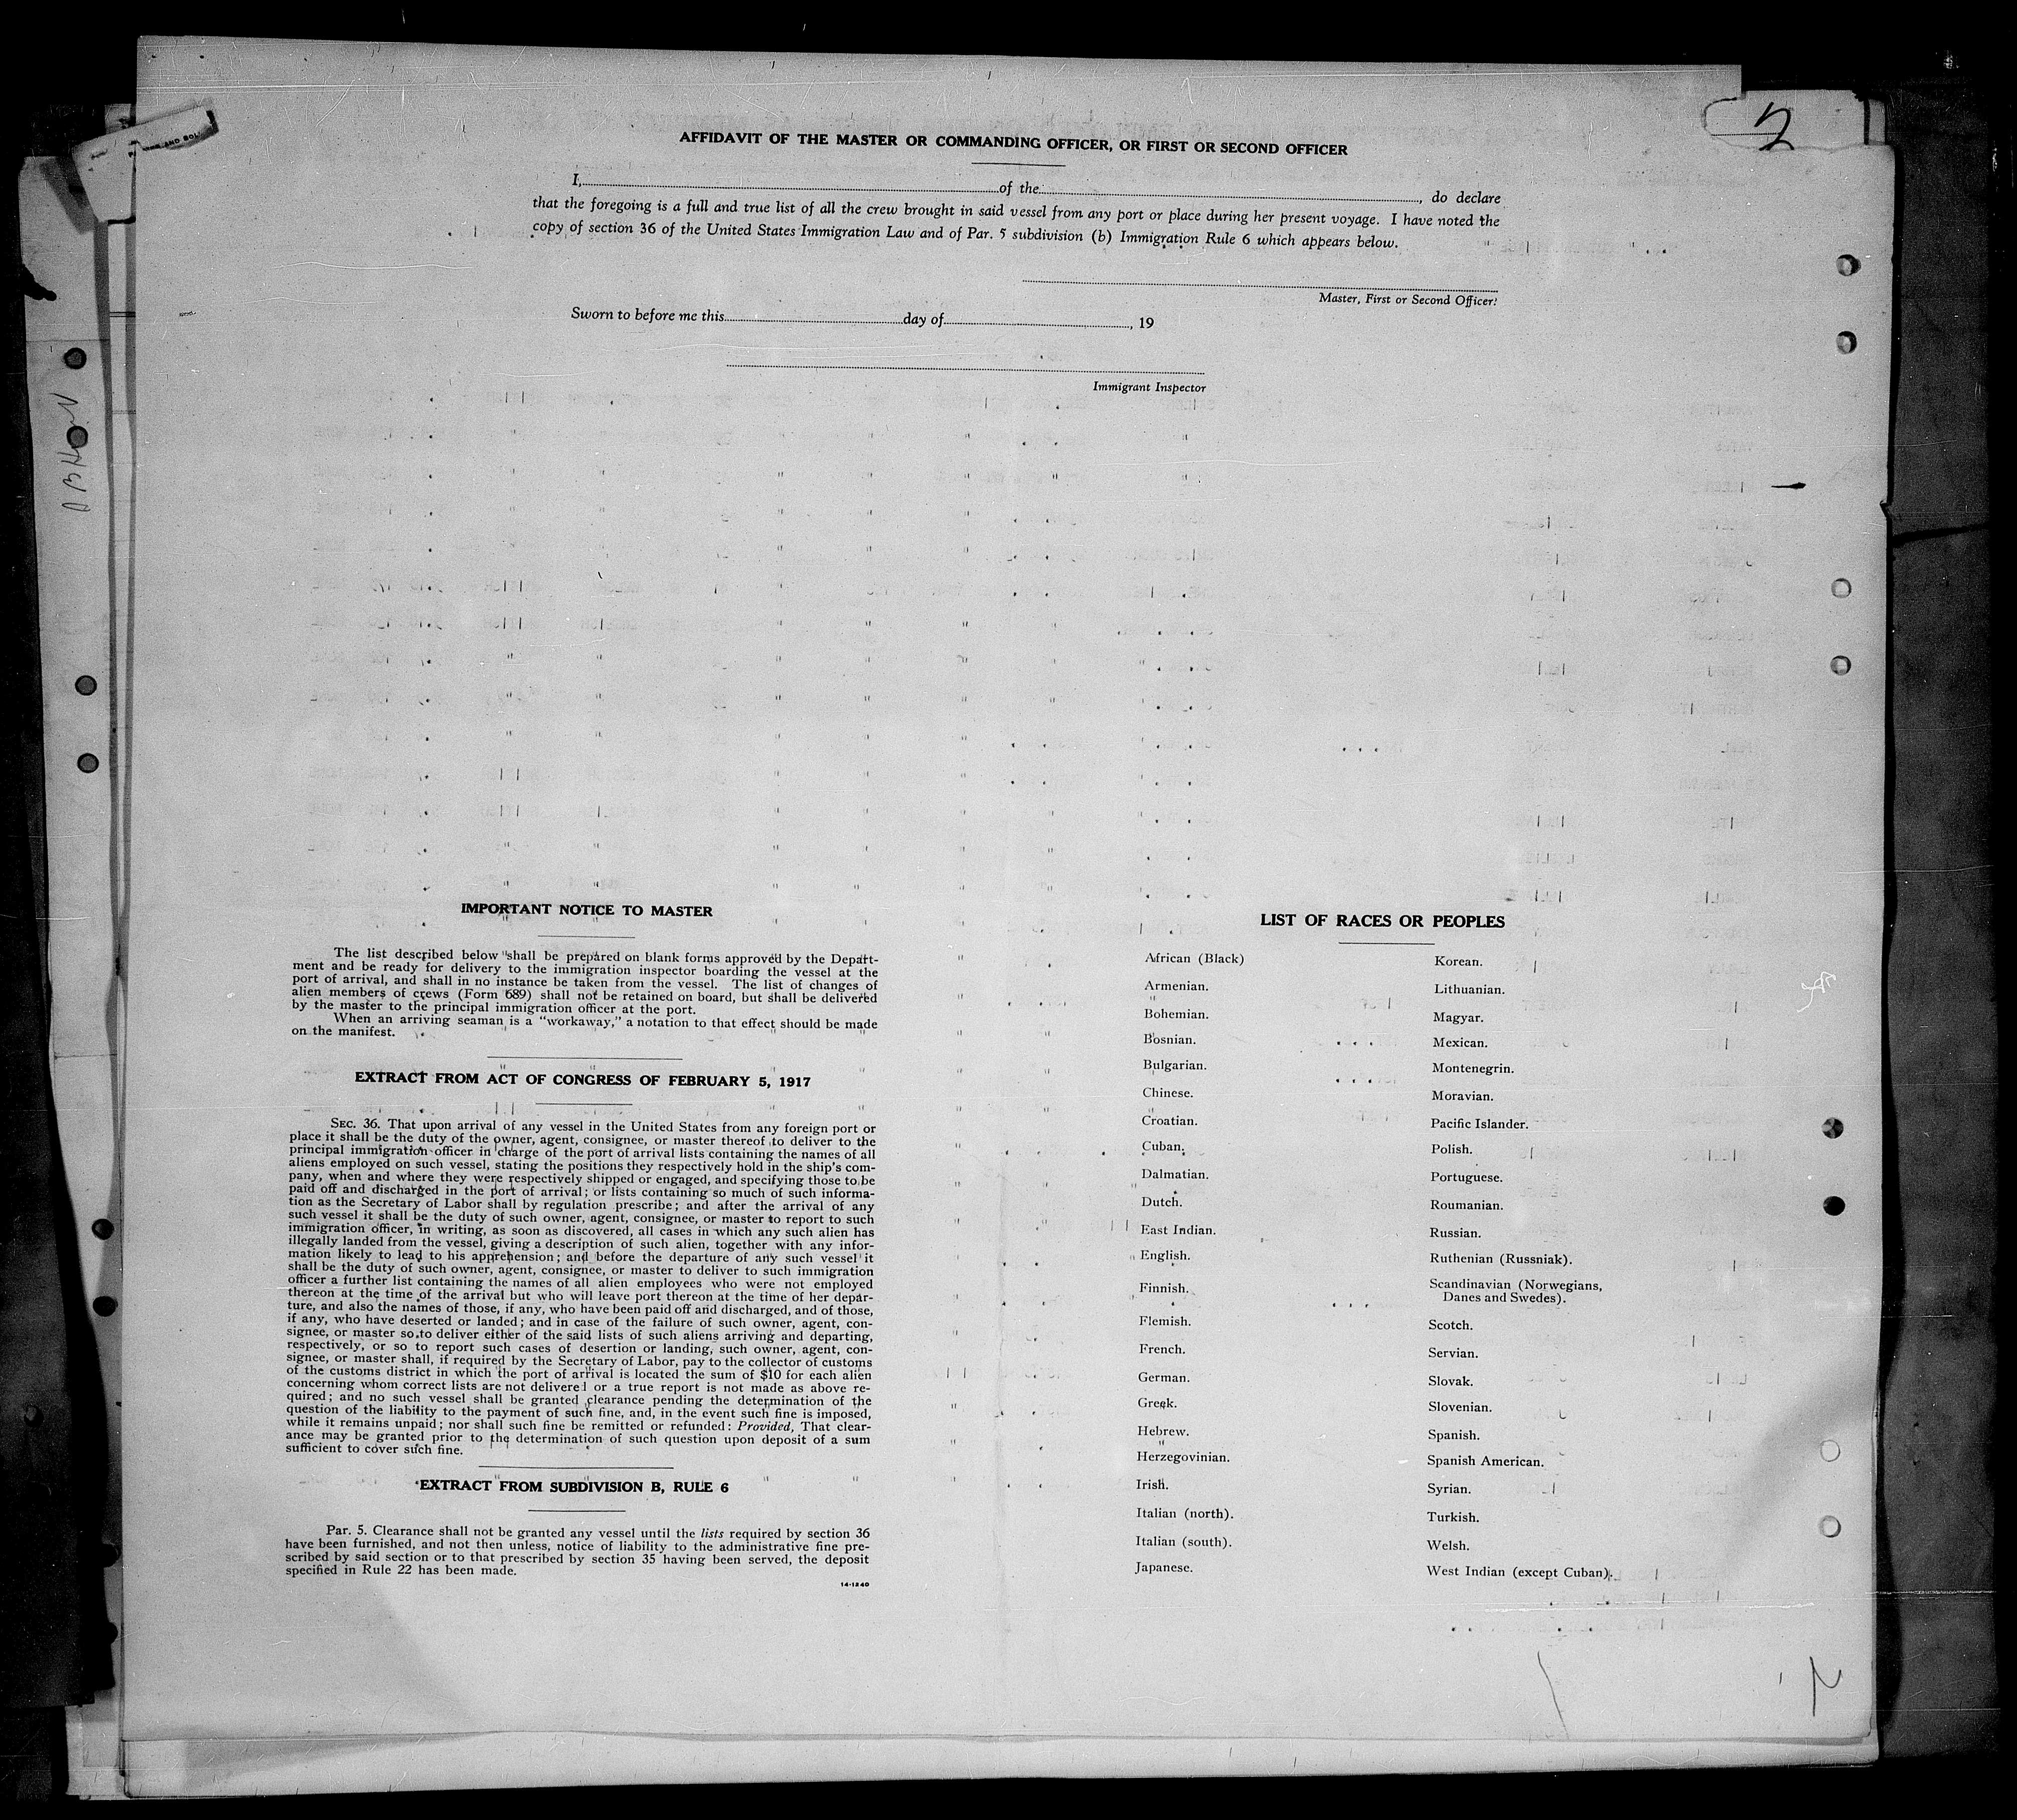 2
AFFIDAVIT OF THE MASTER OR COMMANDING OFFICER, OR FIRST OR SECOND OFFICER
I, of the , do declare
that the foregoing is a full and true list of all the crew brought in said vessel from any port or place during her present voyage. I have noted the
copy of section 36 of the United States Immigration Law and of Par. 5 subdivision (b) Immigration Rule 6 which appears below.
Master, First or Second Officer.
Sworn to before me this day of , 19
Immigrant Inspector
IMPORTANT NOTICE TO MASTER
The list described below shall be prepared on blank forms approved by the Depart-
ment and be ready for delivery to the immigration inspector boarding the vessel at the
port of arrival, and shall in no instance be taken from the vessel. The list of changes of
alien members of crews (Form 689) shall not be retained on board, but shall be delivered
by the master to the principal immigration officer at the port.
When an arriving seaman is a "workaway," a notation to that effect should be made
on the manifest.
EXTRACT FROM ACT OF CONGRESS OF FEBRUARY 5, 1917
SEC. 36. That upon arrival of any vessel in the United States from any foreign port or
place it shall be the duty of the owner, agent, consignee, or master thereof to deliver to the
principal immigration officer in charge of the port of arrival lists containing the names of all
aliens employed on such vessel, stating the positions they respectively hold in the ship's com-
pany, when and where they were respectively shipped or engaged, and specifying those to be
paid off and discharged in the port of arrival; or lists containing so much of such informa-
tion as the Secretary of Labor shall by regulation prescribe; and after the arrival of any
such vessel it shall be the duty of such owner, agent, consignee, or master to report to such
immigration officer, in writing, as soon as discovered, all cases in which any such alien has
illegally landed from the vessel, giving a description of such alien, together with any infor-
mation likely to lead to his apprehension; and before the departure of any such vessel it
shall be the duty of such owner, agent, consignee, or master to deliver to such immigration
officer a further list containing the names of all alien employees who were not employed
thereon at the time of the arrival but who will leave port thereon at the time of her depar-
ture, and also the names of those, if any, who have been paid off and discharged, and of those,
if any, who have deserted or landed; and in case of the failure of such owner, agent, con-
signee, or master so to deliver either of the said lists of such aliens arriving and departing,
respectively, or so to report such cases of desertion or landing, such owner, agent, con-
signee, or master shall, if required by the Secretary of Labor, pay to the collector of customs
of the customs district in which the port of arrival is located the sum of $10 for each alien
concerning whom correct lists are not delivered or a true report is not made as above re-
quired; and no such vessel shall be granted clearance pending the determination of the
question of the liability to the payment of such fine, and, in the event such fine is imposed,
while it remains unpaid; nor shall such fine be remitted or refunded: Provided, That clear-
ance may be granted prior to the determination of such question upon deposit of a sum
sufficient to cover such fine.
EXTRACT FROM SUBDIVISION B, RULE 6
Par. 5. Clearance shall not be granted any vessel until the lists required by section 36
have been furnished, and not then unless, notice of liability to the administrative fine pre-
scribed by said section or to that prescribed by section 35 having been served, the deposit
specified in Rule 22 has been made.
14-1240
LIST OF RACES OR PEOPLES
African (Black)
Armenian.
Bohemian.
Bosnian.
Bulgarian.
Chinese.
Croatian.
Cuban.
Dalmatian.
Dutch.
East Indian.
English.
Finnish.
Flemish.
French.
German.
Greek.
Hebrew.
Herzegovinian.
Irish.
Italian (north).
Italian (south).
Japanese.
Korean.
Lithuanian.
Magyar.
Mexican.
Montenegrin.
Moravian.
Pacific Islander.
Polish.
Portuguese.
Roumanian.
Russian.
Ruthenian (Russniak).
Scandinavian (Norwegians,
Danes and Swedes).
Scotch.
Servian.
Slovak.
Slovenian.
Spanish.
Spanish American.
Syrian.
Turkish.
Welsh.
West Indian (except Cuban).